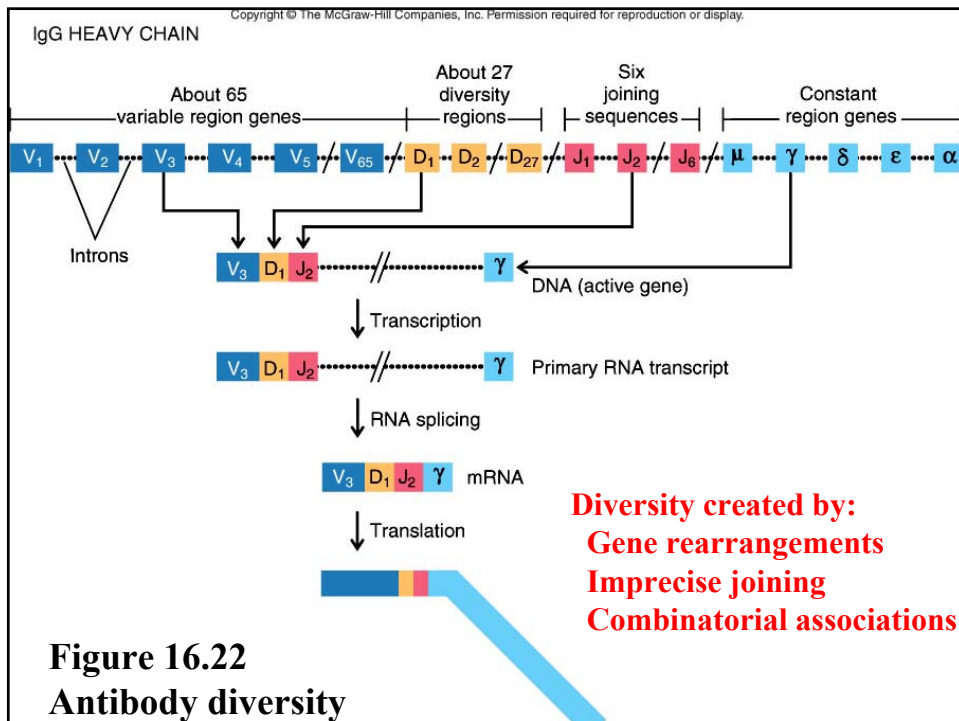 Copyright © The McGraw-Hill Companies, Inc. Permission required for reproduction or display.
IgG HEAVY CHAIN
About 65
variable region genes
About 27
diversity
regions
Six
joining
sequences
Constant
region genes
V₁ V₂ V₃ V₄ V₅ V₆₅ D₁ D₂ D₂₇ J₁ J₂ J₆ μ γ δ ε α
Introns
V₃ D₁ J₂ γ
DNA (active gene)
Transcription
V₃ D₁ J₂ γ Primary RNA transcript
RNA splicing
V₃ D₁ J₂ γ mRNA
Translation
Diversity created by:
Gene rearrangements
Imprecise joining
Combinatorial associations
Figure 16.22
Antibody diversity